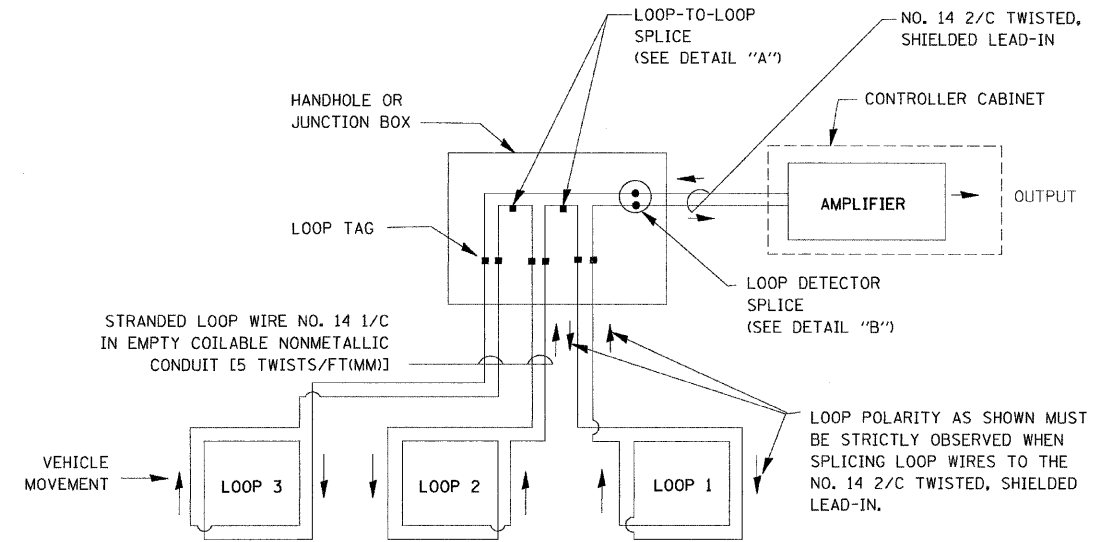 LOOP-TO-LOOP
SPLICE
(SEE DETAIL "A")
NO. 14 2/C TWISTED,
SHIELDED LEAD-IN
HANDHOLE OR
JUNCTION BOX
CONTROLLER CABINET
AMPLIFIER
OUTPUT
LOOP TAG
LOOP DETECTOR
SPLICE
(SEE DETAIL "B")
STRANDED LOOP WIRE NO. 14 1/C
IN EMPTY COILABLE NONMETALLIC
CONDUIT [5 TWISTS/FT(MM)]
LOOP POLARITY AS SHOWN MUST
BE STRICTLY OBSERVED WHEN
SPLICING LOOP WIRES TO THE
NO. 14 2/C TWISTED, SHIELDED
LEAD-IN.
VEHICLE
MOVEMENT
LOOP 3
LOOP 2
LOOP 1